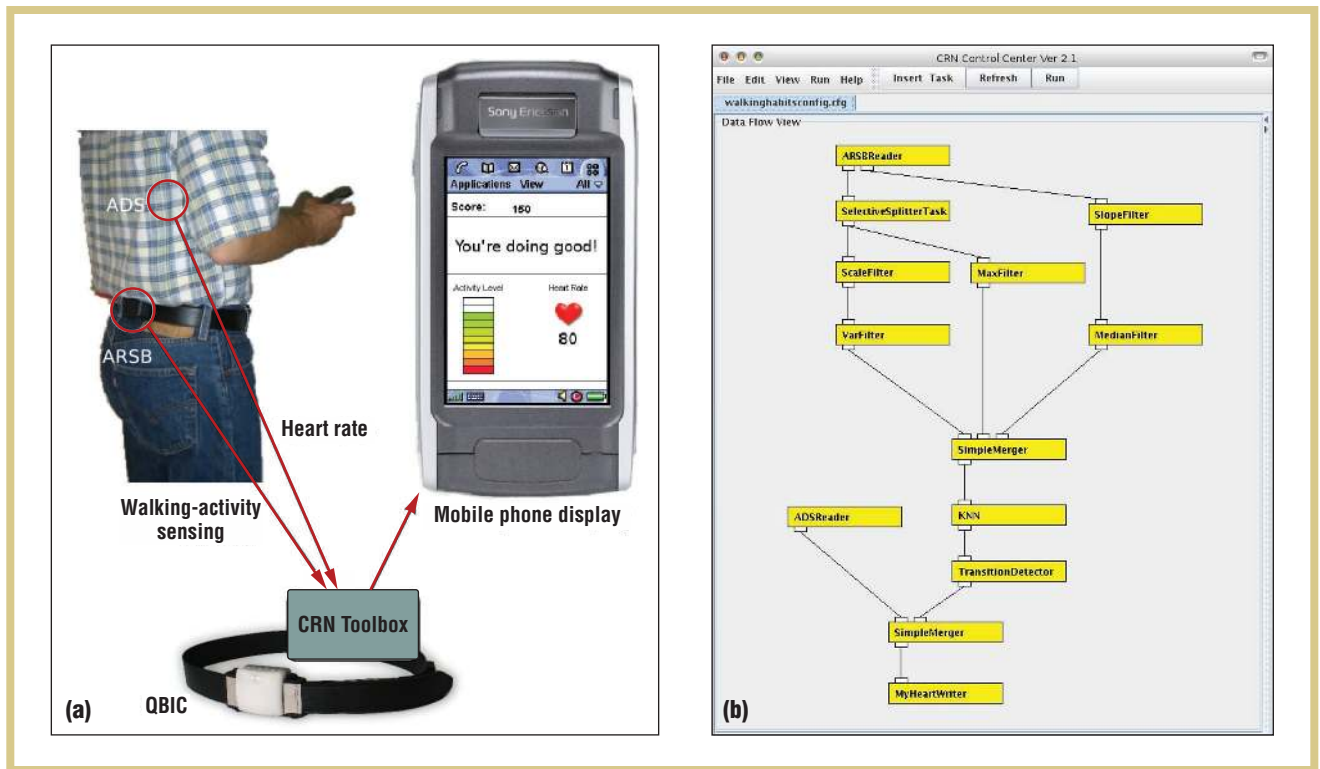 ADS
ARSB
Sony Ericsson
Applications View All
Score: 150
You're doing good!
Activity Level Heart Rate
80
Heart rate
Walking-activity
sensing
Mobile phone display
CRN Toolbox
QBIC
(a)
CRN Control Center Ver 2.1
File Edit View Run Help Insert Task Refresh Run
walkinghabitsconfig.cfg
Data Flow View
ARSBReader
SelectiveSplitterTask
SlopeFilter
ScaleFilter
MaxFilter
VarFilter
MedianFilter
SimpleMerger
ADSReader
KNN
TransitionDetector
SimpleMerger
MyHeartWriter
(b)